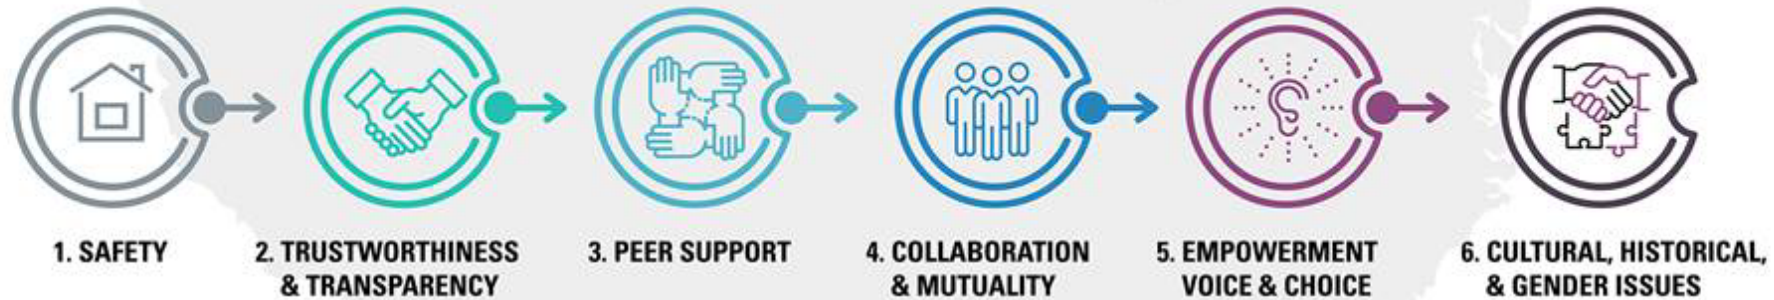 1. SAFETY
2. TRUSTWORTHINESS
& TRANSPARENCY
3. PEER SUPPORT
4. COLLABORATION
& MUTUALITY
5. EMPOWERMENT
VOICE & CHOICE
6. CULTURAL, HISTORICAL,
& GENDER ISSUES